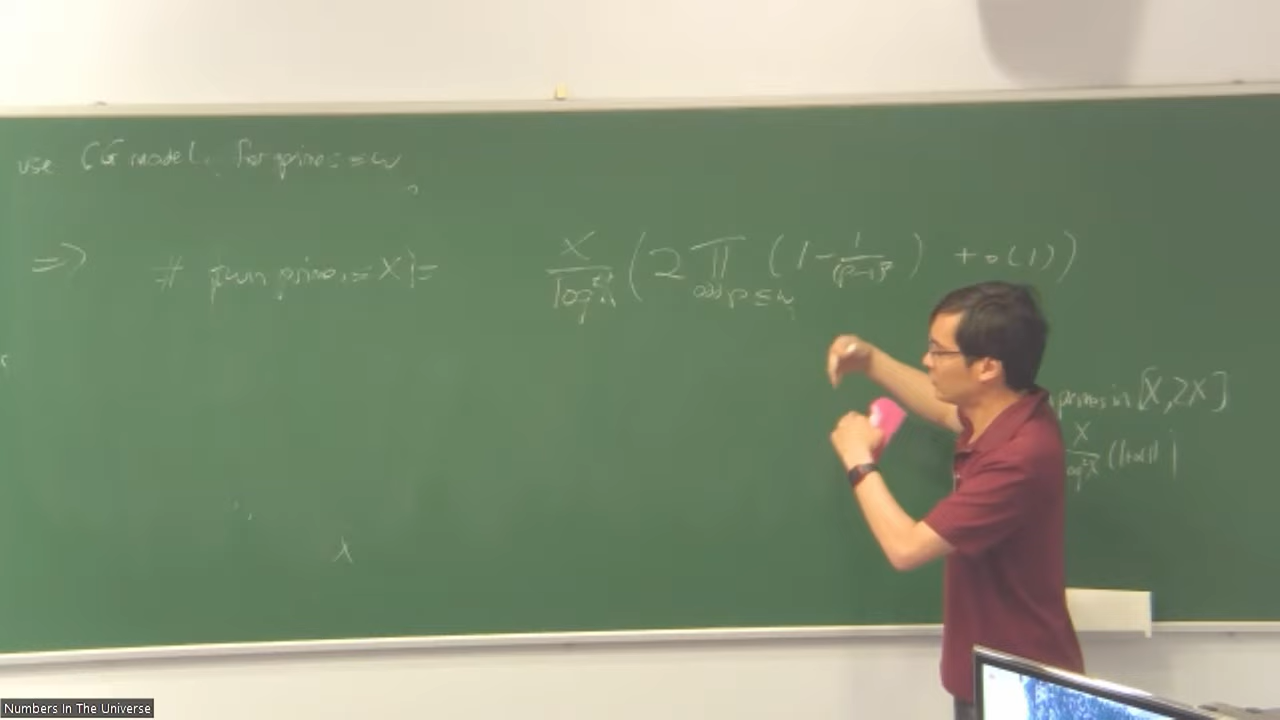 use CG model, for primes ≤ w
⇒ # twin primes ≤ X = X/log²X (2 ∏ odd p ≤ w (1 - 1/(p-1)²) + o(1))
primes in [X, 2X]
X/log²X (1+o(1))
X
Numbers In The Universe